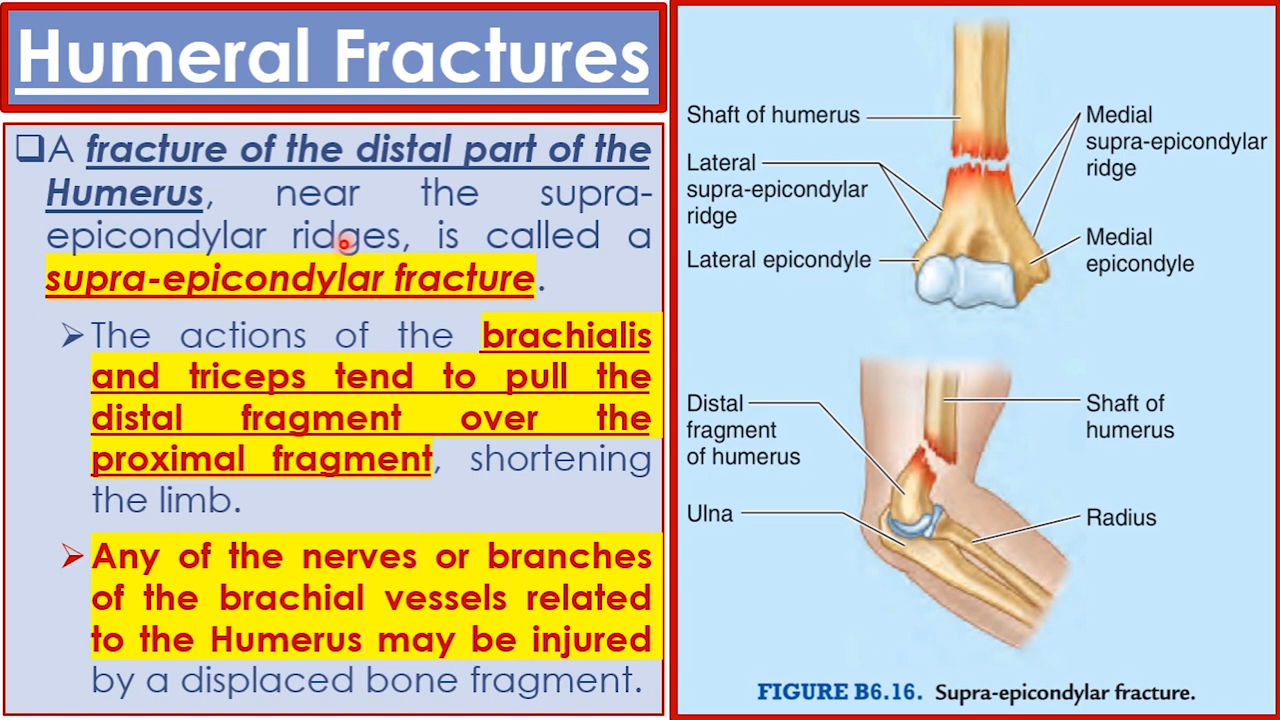 Humeral Fractures
❑A fracture of the distal part of the
Humerus, near the supra-
epicondylar ridges, is called a
supra-epicondylar fracture.
➢The actions of the brachialis
and triceps tend to pull the
distal fragment over the
proximal fragment, shortening
the limb.
➢Any of the nerves or branches
of the brachial vessels related
to the Humerus may be injured
by a displaced bone fragment.
Shaft of humerus
Lateral
supra-epicondylar
ridge
Lateral epicondyle
Medial
supra-epicondylar
ridge
Medial
epicondyle
Distal
fragment
of humerus
Ulna
Shaft of
humerus
Radius
FIGURE B6.16. Supra-epicondylar fracture.